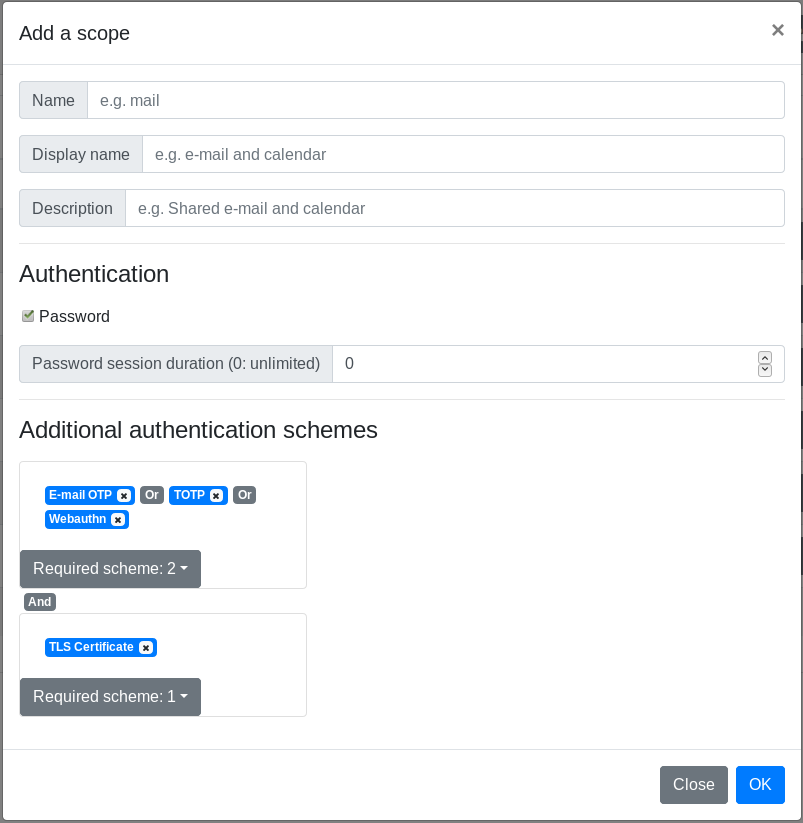 Add a scope ×
Name e.g. mail
Display name e.g. e-mail and calendar
Description e.g. Shared e-mail and calendar
Authentication
Password
Password session duration (0: unlimited) 0
Additional authentication schemes
E-mail OTP Or TOTP Or
Webauthn
Required scheme: 2
And
TLS Certificate
Required scheme: 1
Close OK